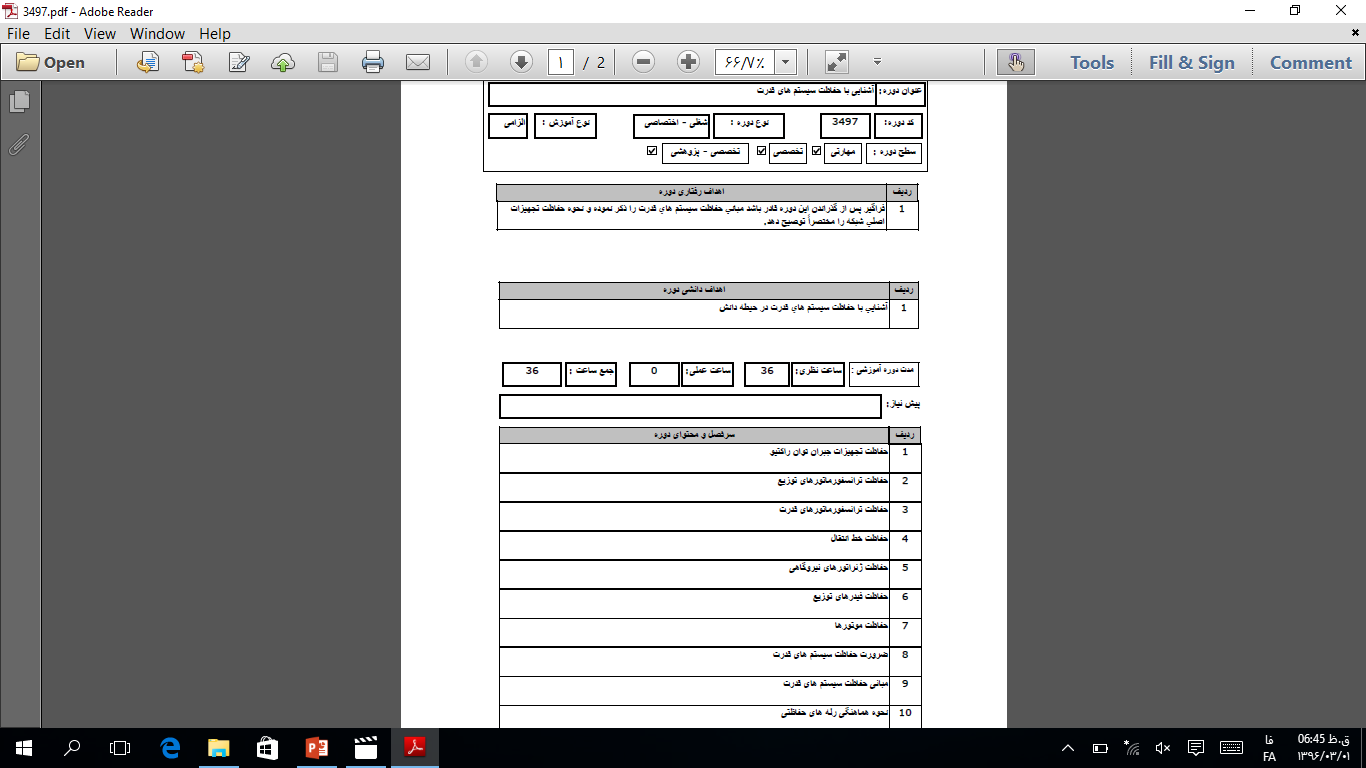 3497.pdf - Adobe Reader
File Edit View Window Help
Open
۱ / 2
۶۶/۷٪
Tools Fill & Sign Comment
عنوان دوره: آشنایی با حفاظت سیستم های قدرت
کد دوره: 3497 نوع دوره : شغلی - اختصاصی نوع آموزش : الزامی
سطح دوره : مهارتی تخصصی تخصصی - پژوهشی
ردیف اهداف رفتاری دوره
1 فراگیر پس از گذراندن این دوره قادر باشد مبانی حفاظت سیستم های قدرت را ذکر نموده و نحوه حفاظت تجهیزات
اصلی شبکه را مختصراً توضیح دهد.
ردیف اهداف دانشی دوره
1 آشنایی با حفاظت سیستم های قدرت در حیطه دانش
مدت دوره آموزشی : ساعت نظری: 36 ساعت عملی: 0 جمع ساعت : 36
پیش نیاز:
ردیف سرفصل و محتوای دوره
1 حفاظت تجهیزات جبران توان راکتیو
2 حفاظت ترانسفورماتورهای توزیع
3 حفاظت ترانسفورماتورهای قدرت
4 حفاظت خط انتقال
5 حفاظت ژنراتورهای نیروگاهی
6 حفاظت فیدرهای توزیع
7 حفاظت موتورها
8 ضرورت حفاظت سیستم های قدرت
9 مبانی حفاظت سیستم های قدرت
10 نحوه هماهنگی رله های حفاظتی
فا
FA
06:45 ق.ظ
۱۳۹۶/۰۳/۰۱